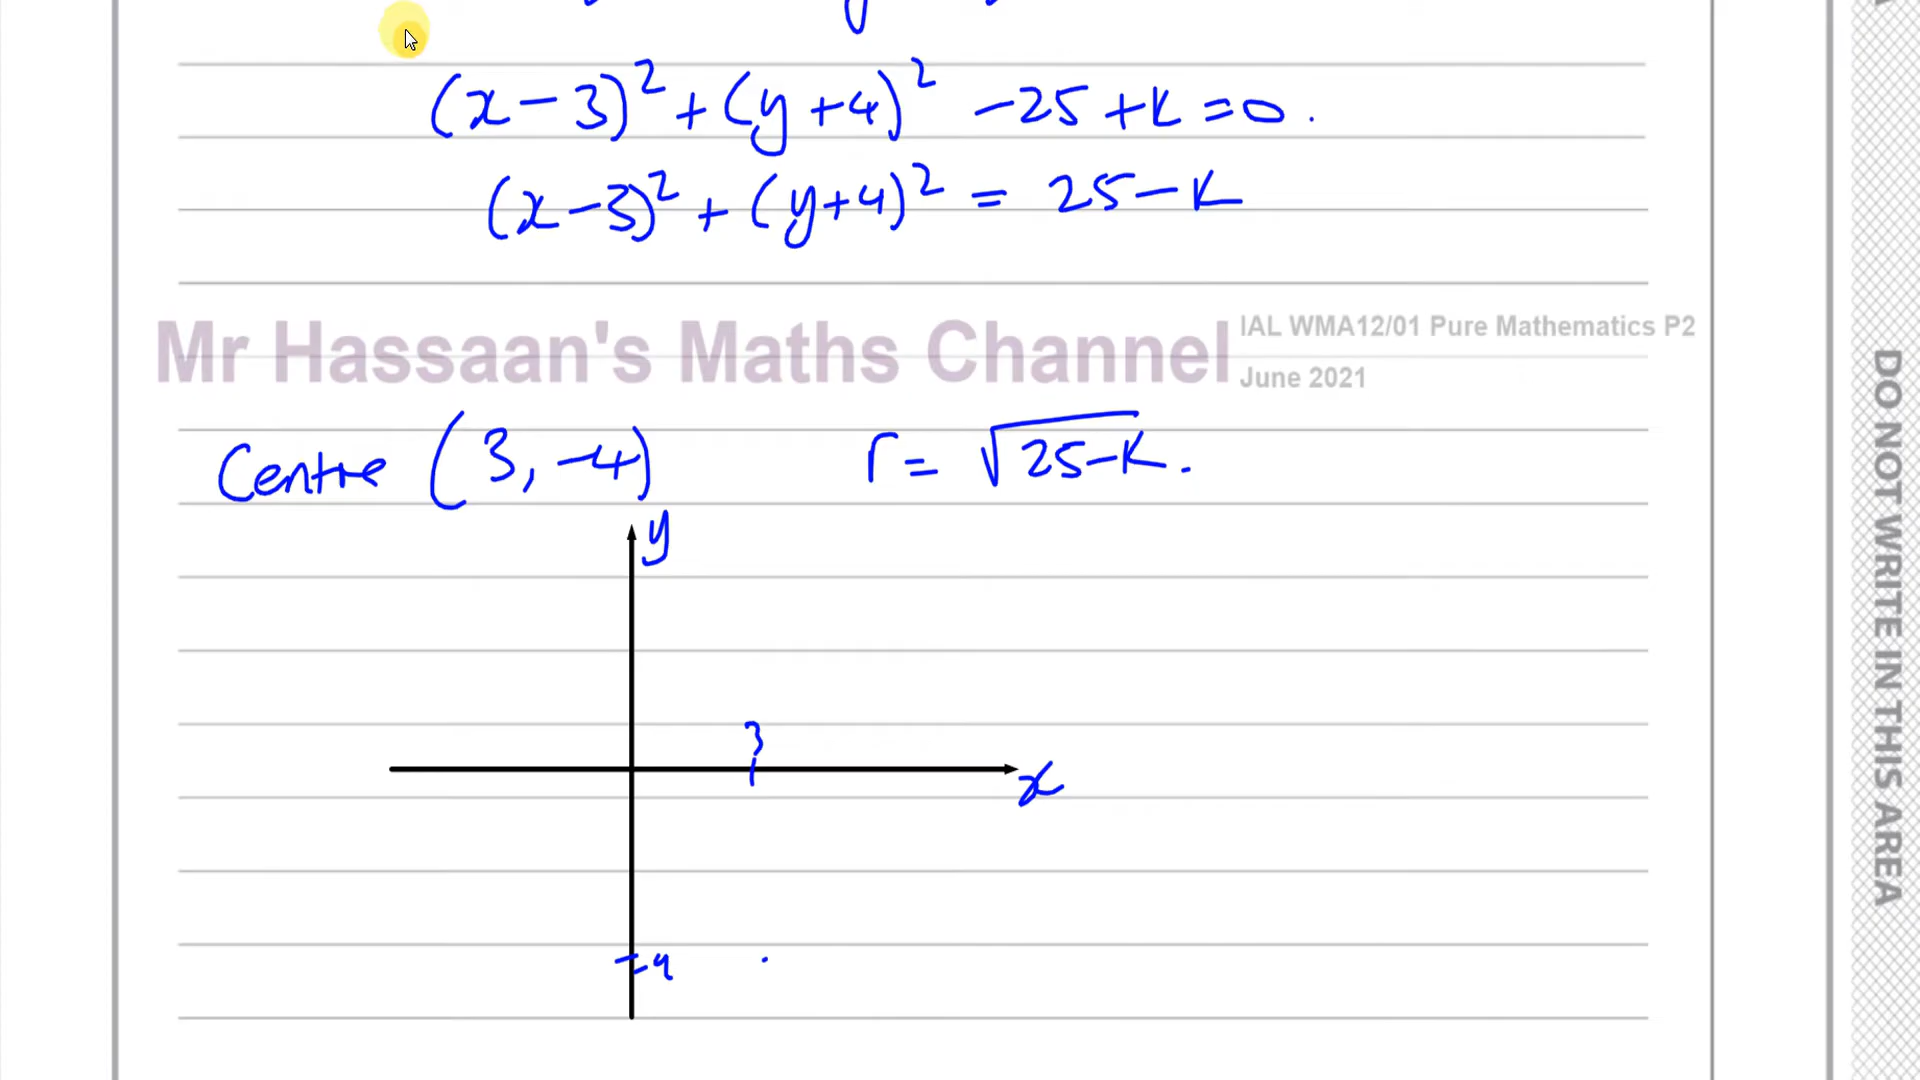 (x-3)² + (y+4)² -25 + k = 0.
(x-3)² + (y+4)² = 25-k
Mr Hassaan's Maths Channel
IAL WMA12/01 Pure Mathematics P2
June 2021
Centre (3, -4) r = √25-k.
y
3
x
-4
DO NOT WRITE IN THIS AREA